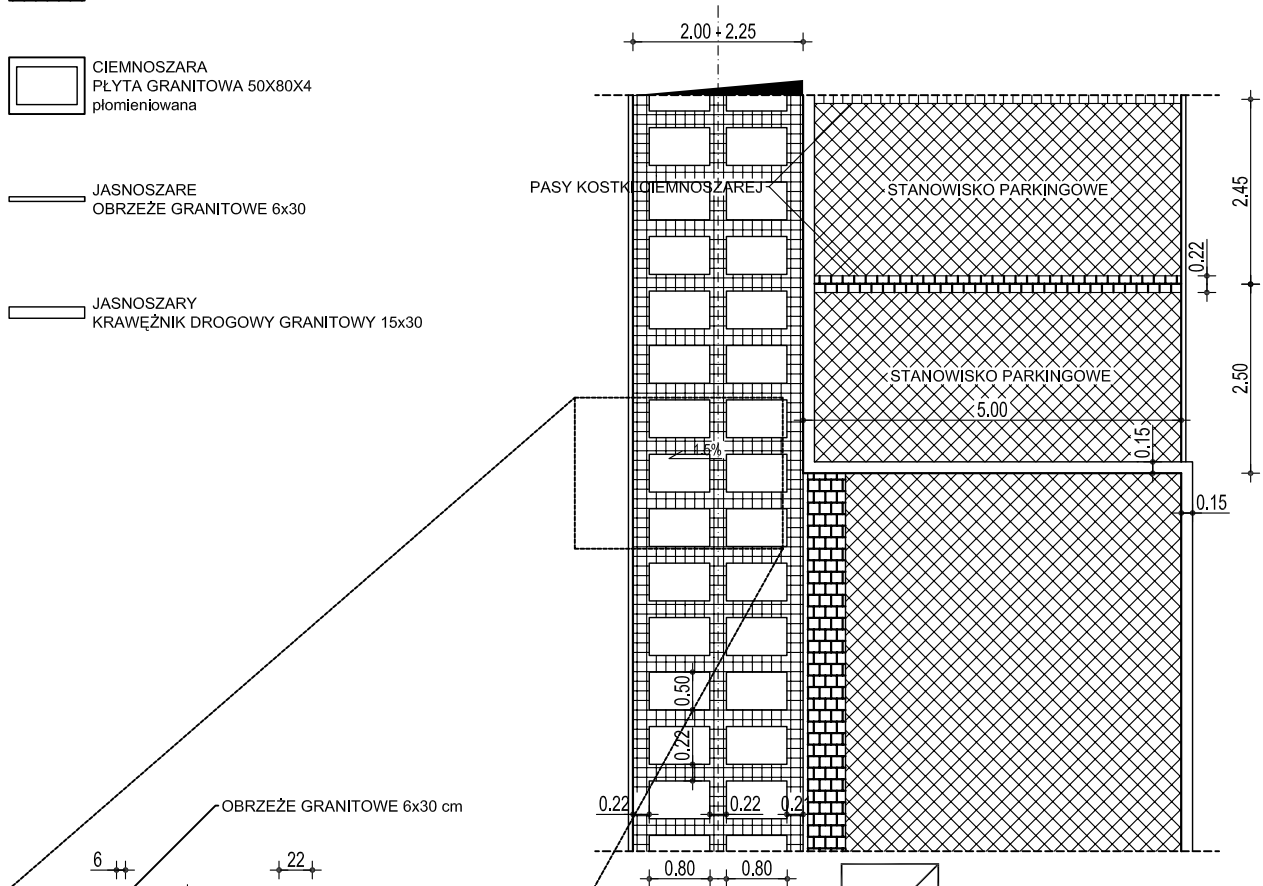 2.00 - 2.25
CIEMNOSZARA
PŁYTA GRANITOWA 50X80X4
płomieniowana
PASY KOSTKI CIEMNOSZAREJ
STANOWISKO PARKINGOWE
2.45
JASNOSZARE
OBRZEŻE GRANITOWE 6x30
0.22
JASNOSZARY
KRAWĘŻNIK DROGOWY GRANITOWY 15x30
STANOWISKO PARKINGOWE
2.50
5.00
0.15
1.5%
0.15
0.50
0.22
OBRZEŻE GRANITOWE 6x30 cm
0.22
0.22
0.21
6
22
0.80
0.80